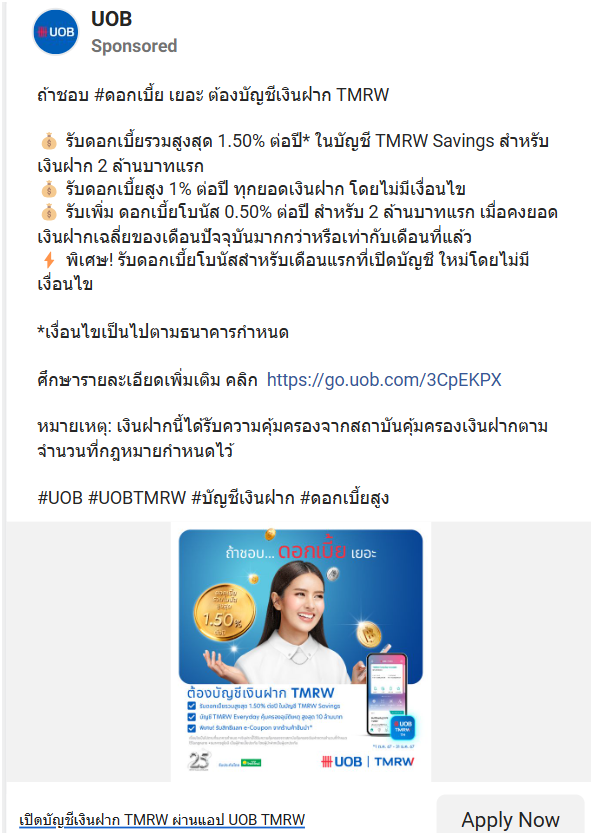 UOB
UOB
Sponsored
ถ้าชอบ #ดอกเบี้ย เยอะ ต้องบัญชีเงินฝาก TMRW
💰 รับดอกเบี้ยรวมสูงสุด 1.50% ต่อปี* ในบัญชี TMRW Savings สำหรับ
เงินฝาก 2 ล้านบาทแรก
💰 รับดอกเบี้ยสูง 1% ต่อปี ทุกยอดเงินฝาก โดยไม่มีเงื่อนไข
💰 รับเพิ่ม ดอกเบี้ยโบนัส 0.50% ต่อปี สำหรับ 2 ล้านบาทแรก เมื่อคงยอด
เงินฝากเฉลี่ยของเดือนปัจจุบันมากกว่าหรือเท่ากับเดือนที่แล้ว
⚡ พิเศษ! รับดอกเบี้ยโบนัสสำหรับเดือนแรกที่เปิดบัญชี ใหม่โดยไม่มี
เงื่อนไข
*เงื่อนไขเป็นไปตามธนาคารกำหนด
ศึกษารายละเอียดเพิ่มเติม คลิก https://go.uob.com/3CpEKPX
หมายเหตุ: เงินฝากนี้ได้รับความคุ้มครองจากสถาบันคุ้มครองเงินฝากตาม
จำนวนที่กฎหมายกำหนดไว้
#UOB #UOBTMRW #บัญชีเงินฝาก #ดอกเบี้ยสูง
ถ้าชอบ... ดอกเบี้ย เยอะ
1.50%
ต้องบัญชีเงินฝาก TMRW
รับดอกเบี้ยรวมสูงสุด 1.50% ต่อปี ในบัญชี TMRW Savings
บัญชี TMRW Everyday คุ้มครองอุบัติเหตุ สูงสุด 10 ล้านบาท
พิเศษ! รับสิทธิแลก e-Coupon จากร้านค้าชั้นนำ*
UOB
TMRW
25
UOB | TMRW
เปิดบัญชีเงินฝาก TMRW ผ่านแอป UOB TMRW
Apply Now